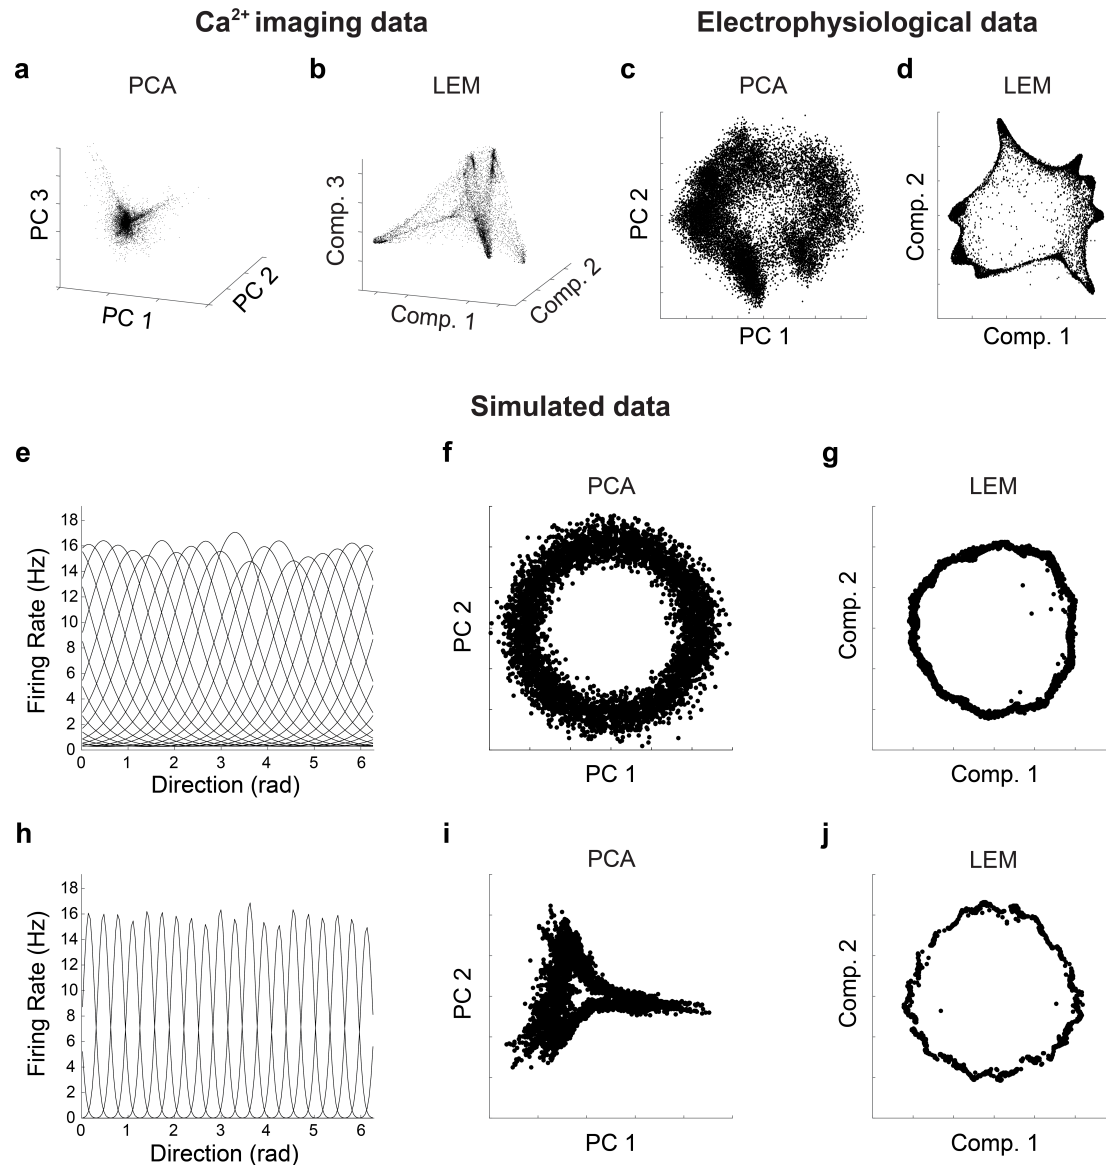 Ca²⁺ imaging data
Electrophysiological data
a
PCA
PC 3
PC 1
PC 2
b
LEM
Comp. 3
Comp. 1
Comp. 2
c
PCA
PC 2
PC 1
d
LEM
Comp. 2
Comp. 1
Simulated data
e
Firing Rate (Hz)
18
16
14
12
10
8
6
4
2
0
0 1 2 3 4 5 6
Direction (rad)
f
PCA
PC 2
PC 1
g
LEM
Comp. 2
Comp. 1
h
Firing Rate (Hz)
18
16
14
12
10
8
6
4
2
0
0 1 2 3 4 5 6
Direction (rad)
i
PCA
PC 2
PC 1
j
LEM
Comp. 2
Comp. 1